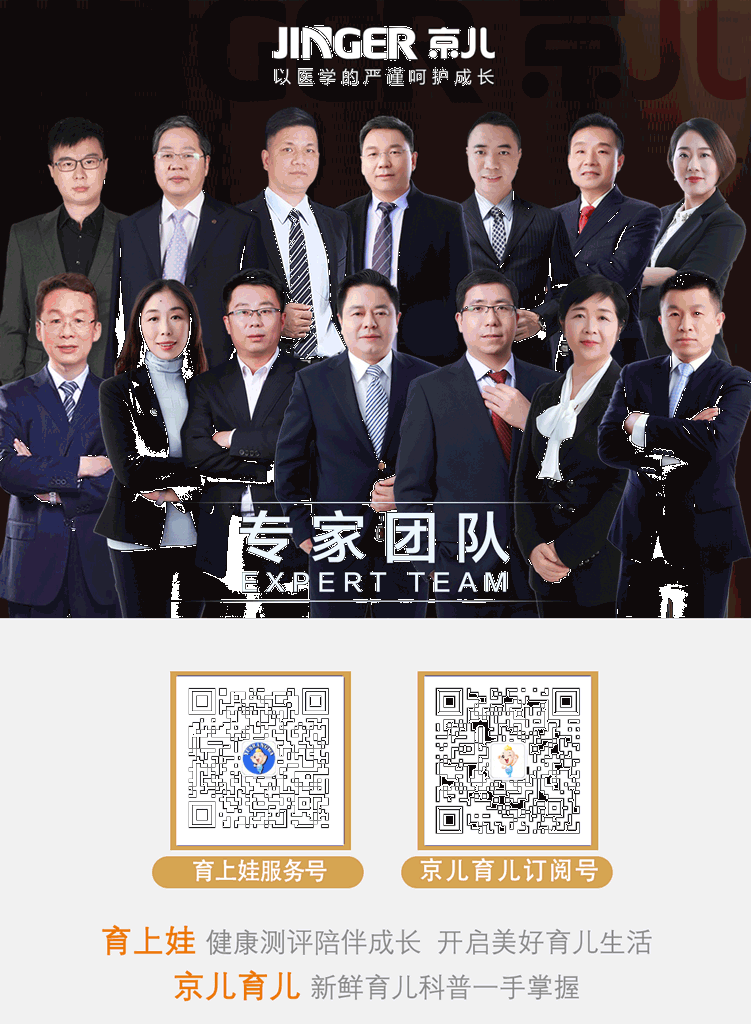 JINGER 京儿
以医学的严谨呵护成长
专家团队
EXPERT TEAM
育上娃服务号
京儿育儿订阅号
育上娃 健康测评陪伴成长 开启美好育儿生活
京儿育儿 新鲜育儿科普一手掌握